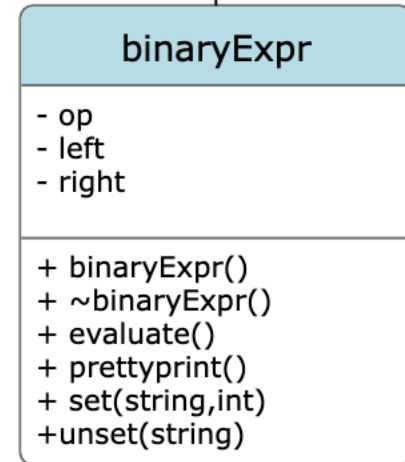 binaryExpr
- op
- left
- right
+ binaryExpr()
+ ~binaryExpr()
+ evaluate()
+ prettyprint()
+ set(string,int)
+unset(string)